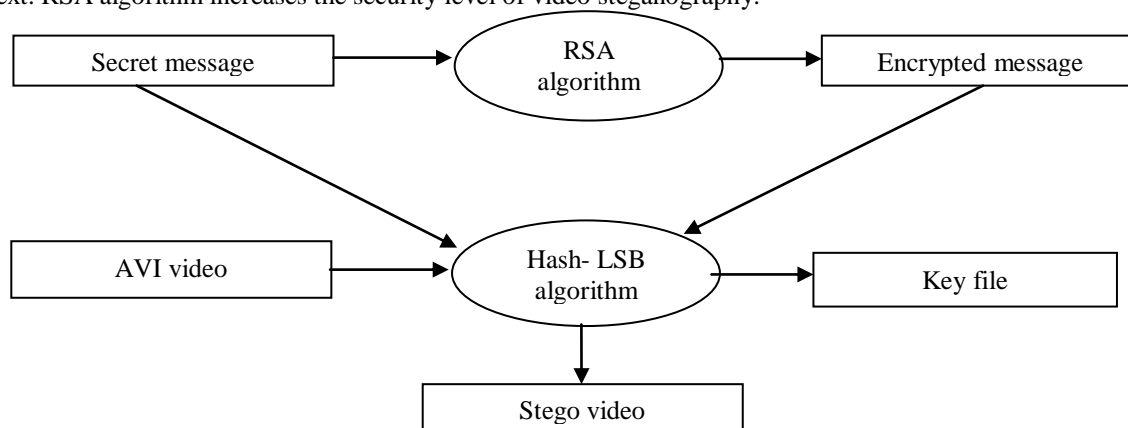 ext. RSA algorithm increases the security level of video steganography.
Secret message
RSA
algorithm
Encrypted message
AVI video
Hash- LSB
algorithm
Key file
Stego video